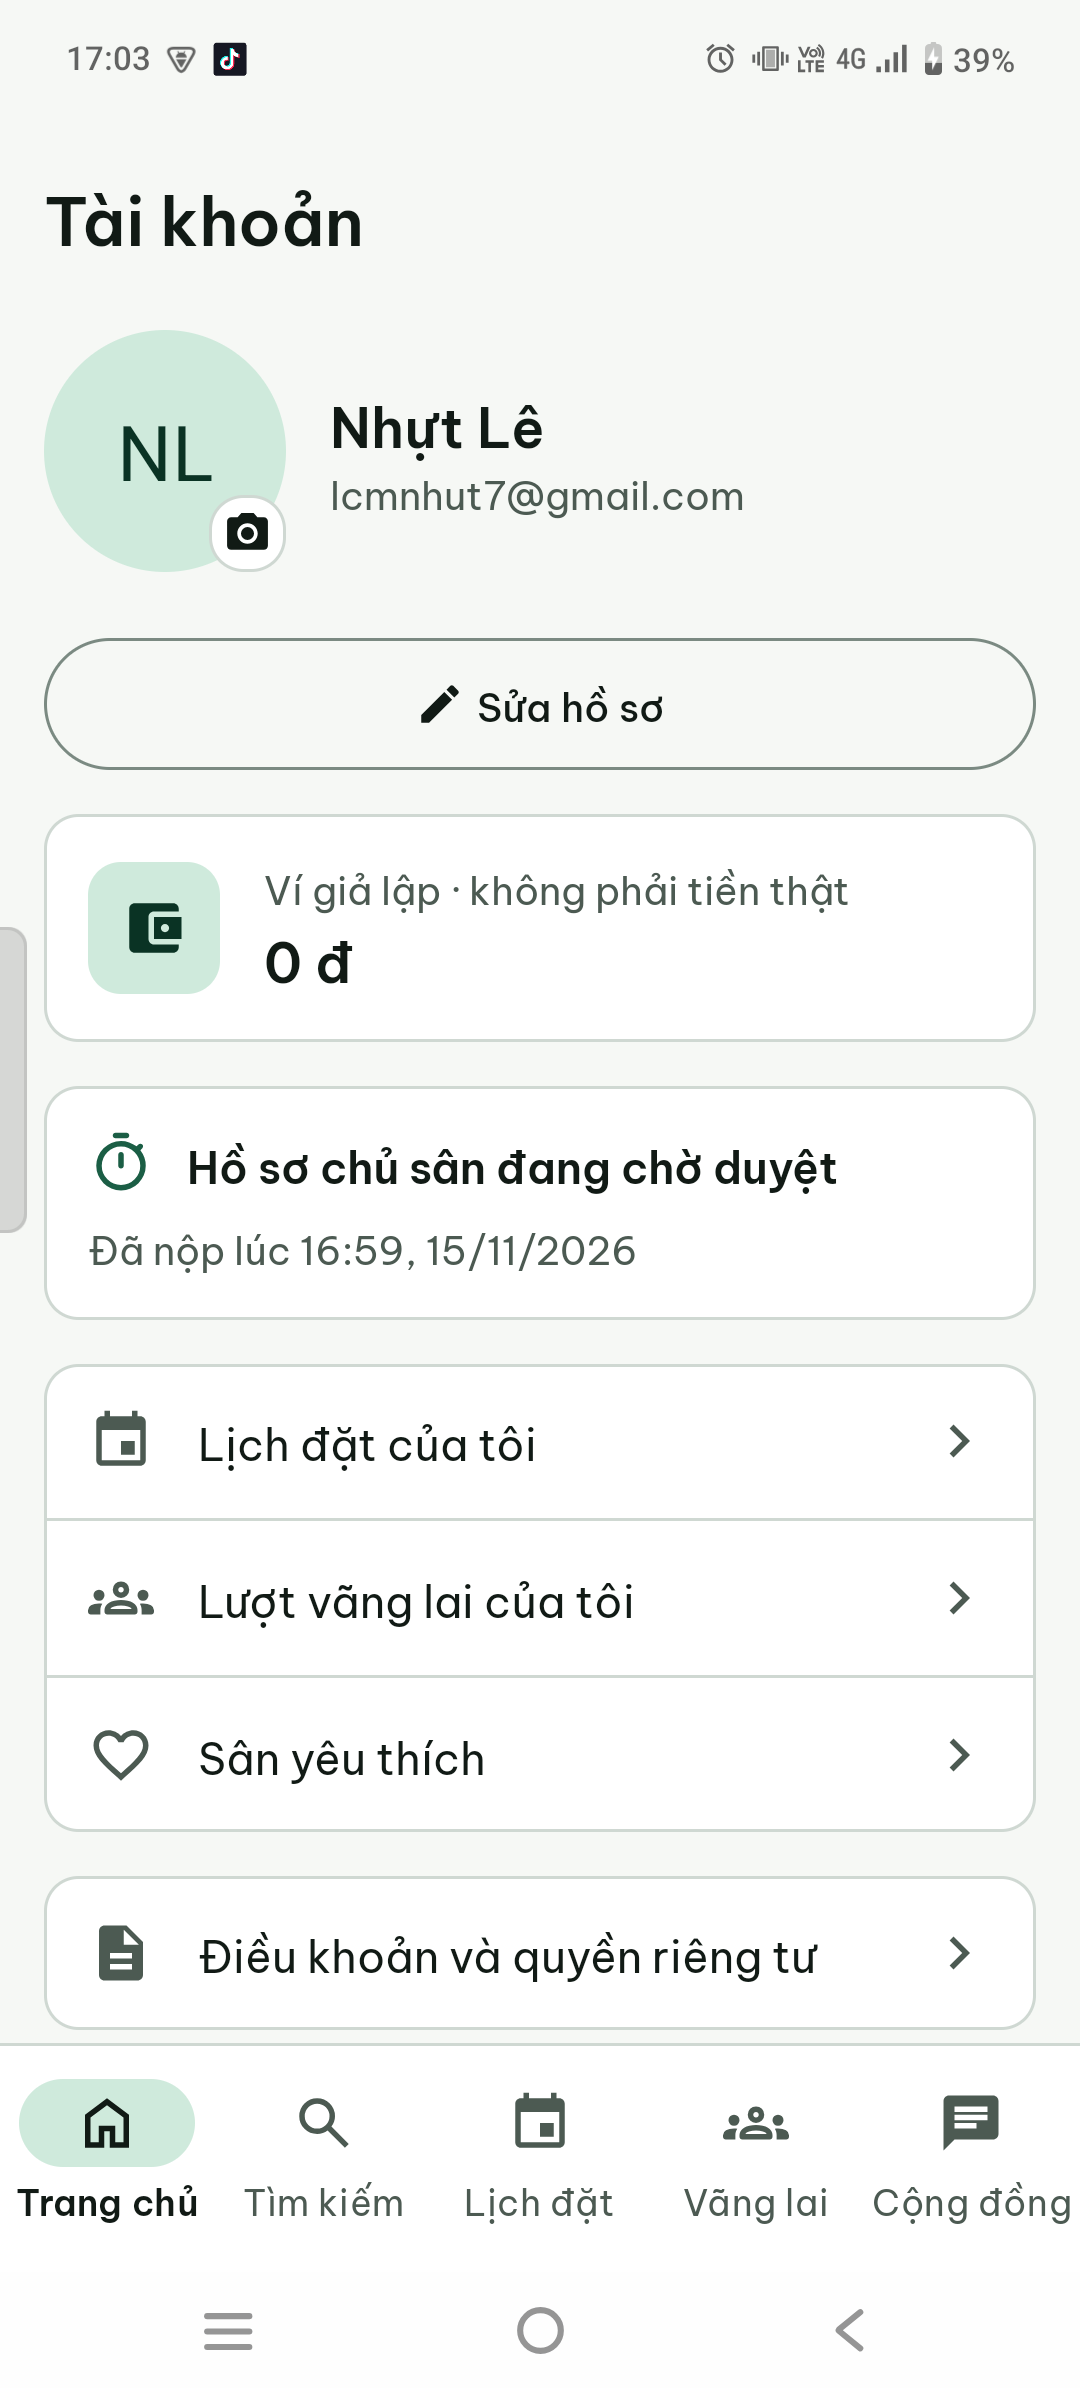 17:03 VoLTE 4G 39%
Tài khoản
NL
Nhựt Lê
lcmnhut7@gmail.com
Sửa hồ sơ
Ví giả lập · không phải tiền thật
0 đ
Hồ sơ chủ sân đang chờ duyệt
Đã nộp lúc 16:59, 15/11/2026
Lịch đặt của tôi
Lượt vãng lai của tôi
Sân yêu thích
Điều khoản và quyền riêng tư
Trang chủ Tìm kiếm Lịch đặt Vãng lai Cộng đồng